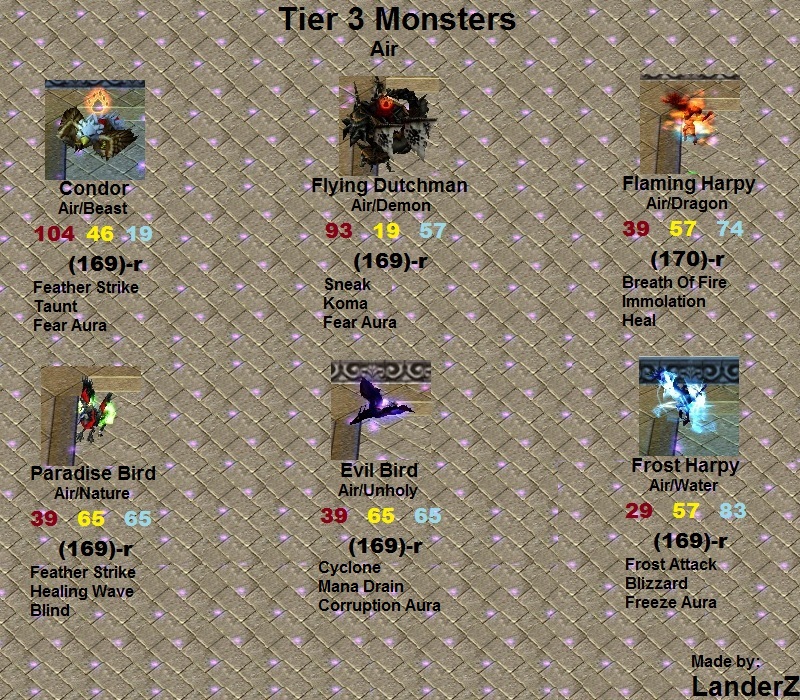 Tier 3 Monsters
Air
Condor
Air/Beast
104 46 19
(169)-r
Feather Strike
Taunt
Fear Aura
Flying Dutchman
Air/Demon
93 19 57
(169)-r
Sneak
Koma
Fear Aura
Flaming Harpy
Air/Dragon
39 57 74
(170)-r
Breath Of Fire
Immolation
Heal
Paradise Bird
Air/Nature
39 65 65
(169)-r
Feather Strike
Healing Wave
Blind
Evil Bird
Air/Unholy
39 65 65
(169)-r
Cyclone
Mana Drain
Corruption Aura
Frost Harpy
Air/Water
29 57 83
(169)-r
Frost Attack
Blizzard
Freeze Aura
Made by:
LanderZ